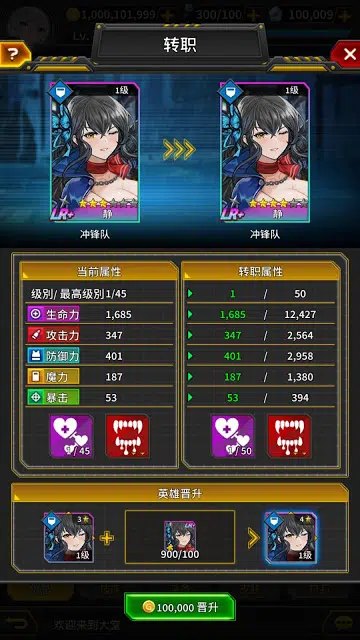 1,000,101,999
300/100
100,009
Lv.
?
转职
1级
1级
LR+
静
LR+
静
冲锋队
冲锋队
当前属性
转职属性
级别/最高级别 1/45
1 / 50
生命力 1,685
1,685 / 12,427
攻击力 347
347 / 2,564
防御力 401
401 / 2,958
魔力 187
187 / 1,380
暴击 53
53 / 394
1/45
1/50
英雄晋升
3
4
1级
900/100
1级
100,000 晋升
欢迎来到大堂